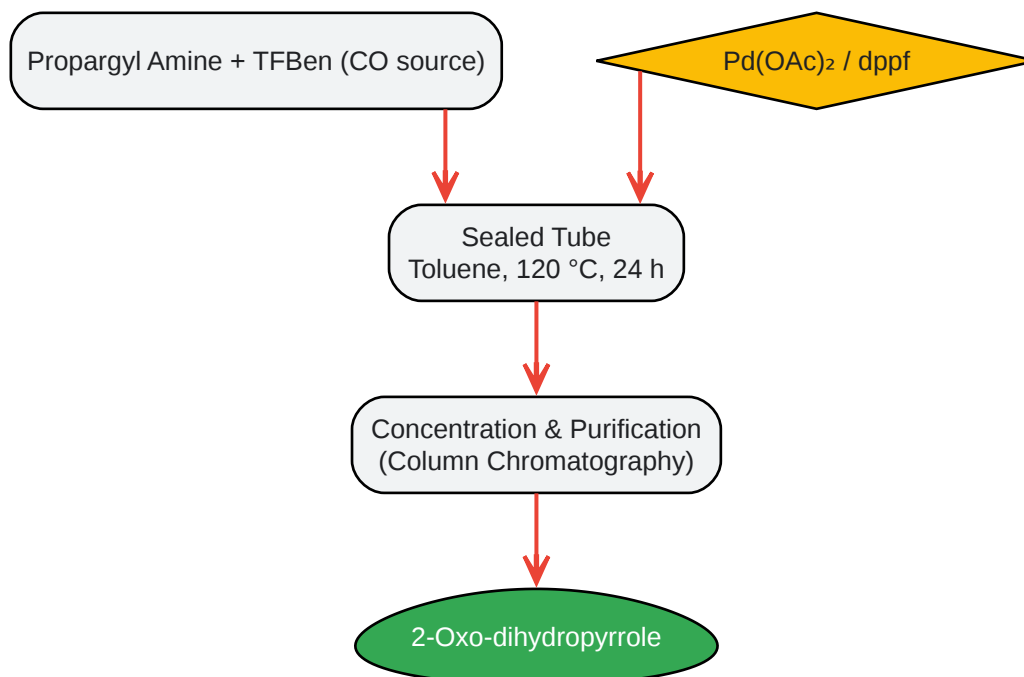 Propargyl Amine + TFBen (CO source)
Pd(OAc)₂ / dppf
Sealed Tube
Toluene, 120 °C, 24 h
Concentration & Purification
(Column Chromatography)
2-Oxo-dihydropyrrole